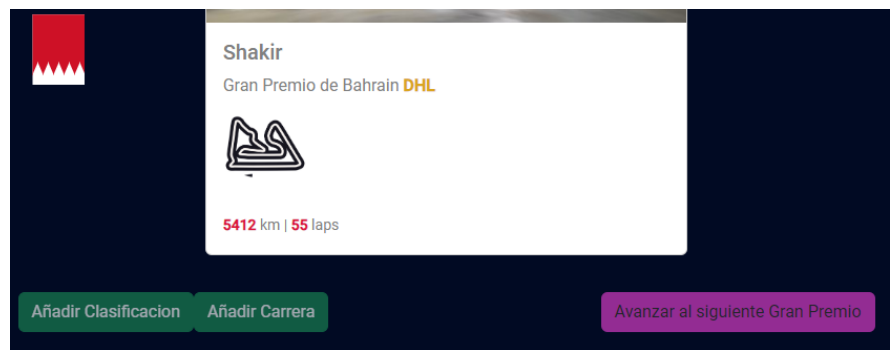 Shakir
Gran Premio de Bahrain DHL
5412 km | 55 laps
Añadir Clasificacion Añadir Carrera Avanzar al siguiente Gran Premio